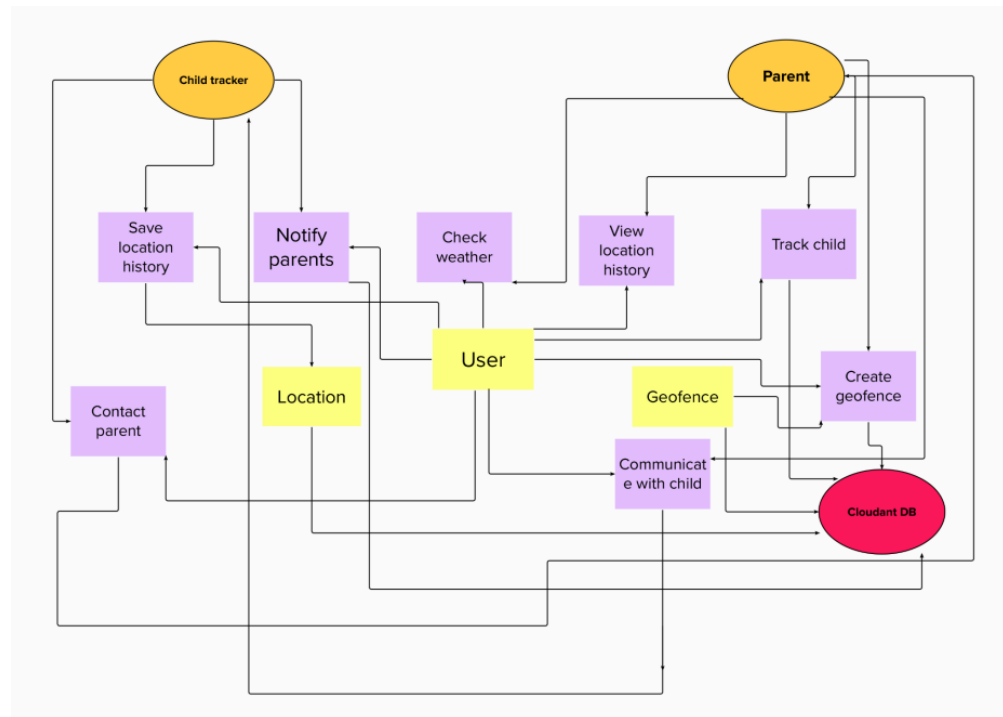 Child tracker
Parent
Save
location
history
Notify
parents
Check
weather
View
location
history
Track child
User
Location
Geofence
Create
geofence
Contact
parent
Communicat
e with child
Cloudant DB